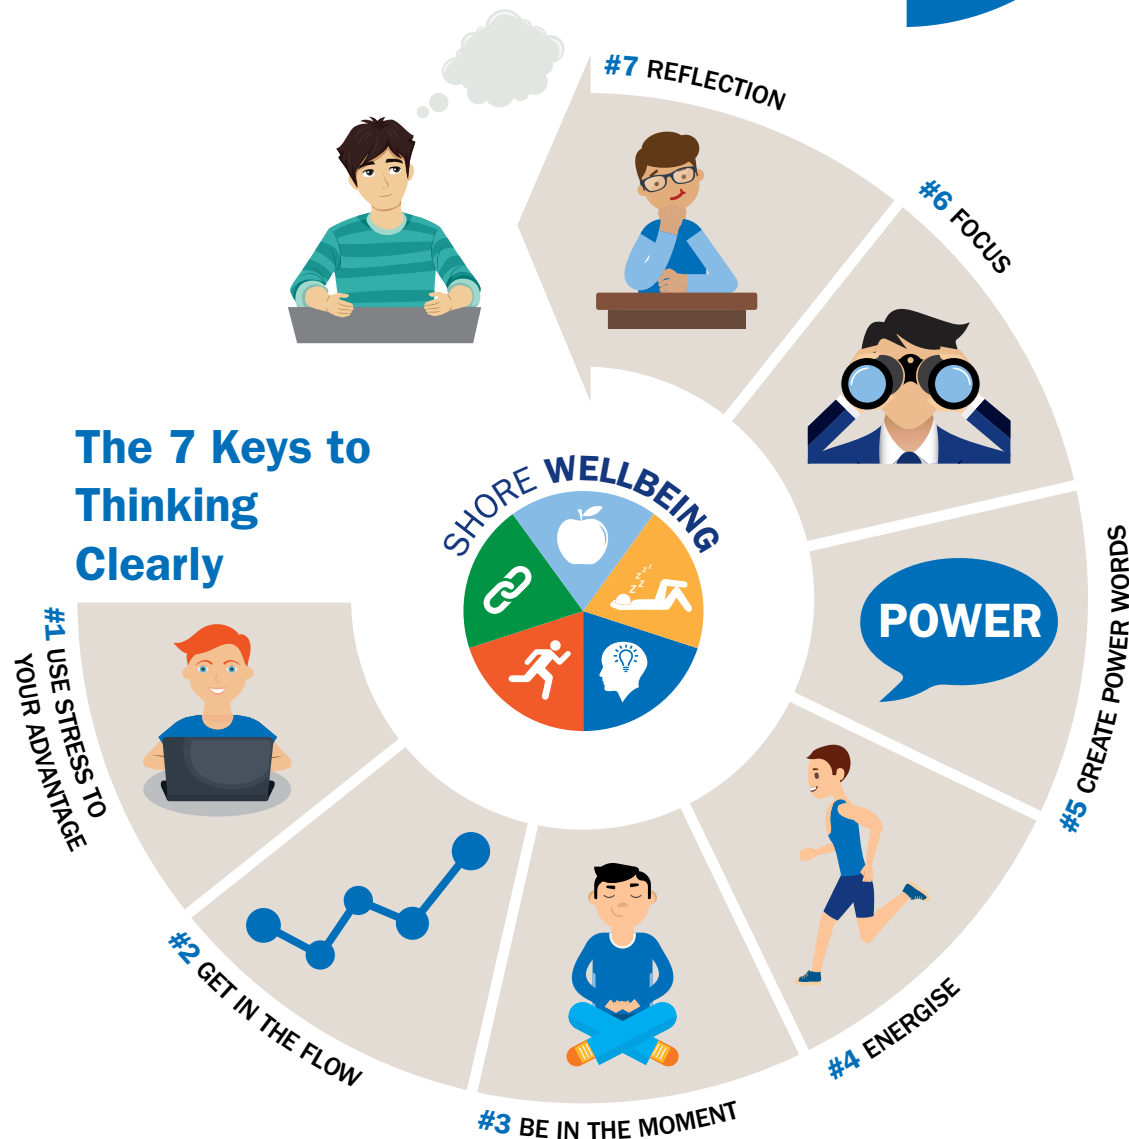 The 7 Keys to
Thinking
Clearly
SHORE WELLBEING
z z z z z
#1 USE STRESS TO
YOUR ADVANTAGE
#2 GET IN THE FLOW
#3 BE IN THE MOMENT
#4 ENERGISE
#5 CREATE POWER WORDS
POWER
#6 FOCUS
#7 REFLECTION